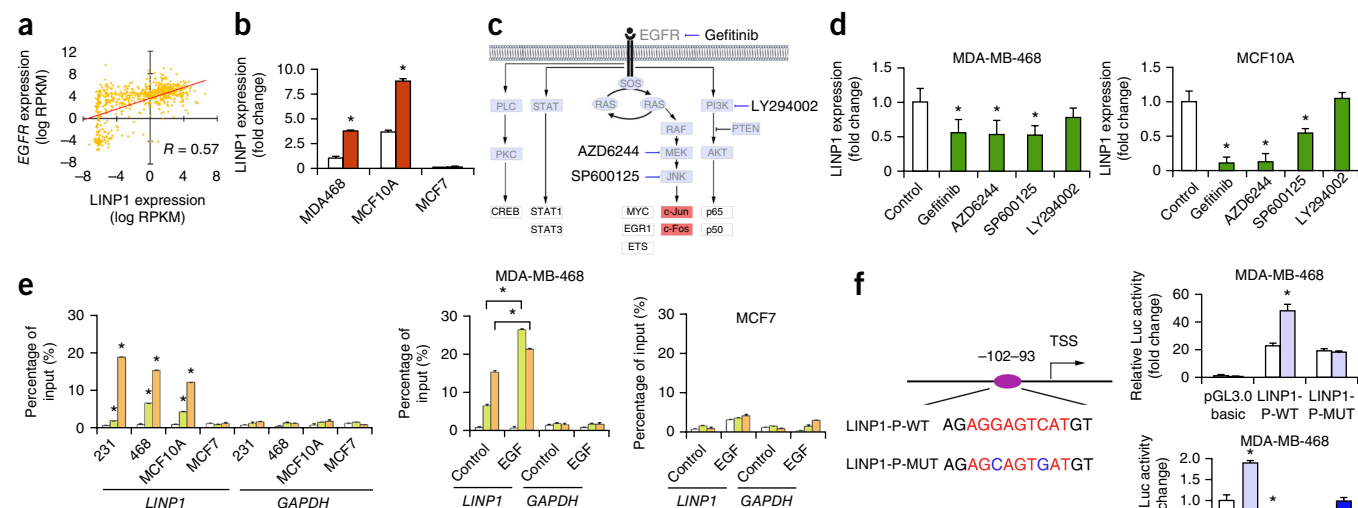 a
EGFR expression
(log RPKM)
12
8
4
0
−4
−8
−8 −4 0 4 8
R = 0.57
LINP1 expression
(log RPKM)
b
LINP1 expression
(fold change)
10.0
7.5
5.0
2.5
0
* *
MDA468
MCF10A
MCF7
c
EGFR
Gefitinib
SOS
PLC
STAT
RAS
RAS
PI3K
LY294002
RAF
PTEN
PKC
AZD6244
MEK
AKT
SP600125
JNK
CREB
STAT1
STAT3
MYC
EGR1
ETS
c-Jun
c-Fos
p65
p50
d
MDA-MB-468
LINP1 expression
(fold change)
1.5
1.0
0.5
0
* * *
Control
Gefitinib
AZD6244
SP600125
LY294002
MCF10A
LINP1 expression
(fold change)
1.5
1.0
0.5
0
* * *
Control
Gefitinib
AZD6244
SP600125
LY294002
e
Percentage of
input (%)
30
20
10
0
* * * * * *
231
468
MCF10A
MCF7
231
468
MCF10A
MCF7
LINP1
GAPDH
MDA-MB-468
Percentage of
input (%)
30
20
10
0
* *
Control
EGF
Control
EGF
LINP1
GAPDH
MCF7
Percentage of input (%)
30
20
10
0
Control
EGF
Control
EGF
LINP1
GAPDH
f
−102–93
TSS
LINP1-P-WT AGAGGAGTCATGT
LINP1-P-MUT AGAGCAGTGATGT
MDA-MB-468
Relative Luc activity
(fold change)
60
40
20
0
*
pGL3.0
basic
LINP1-
P-WT
LINP1-
P-MUT
MDA-MB-468
Luc activity
2.0
1.0
* *